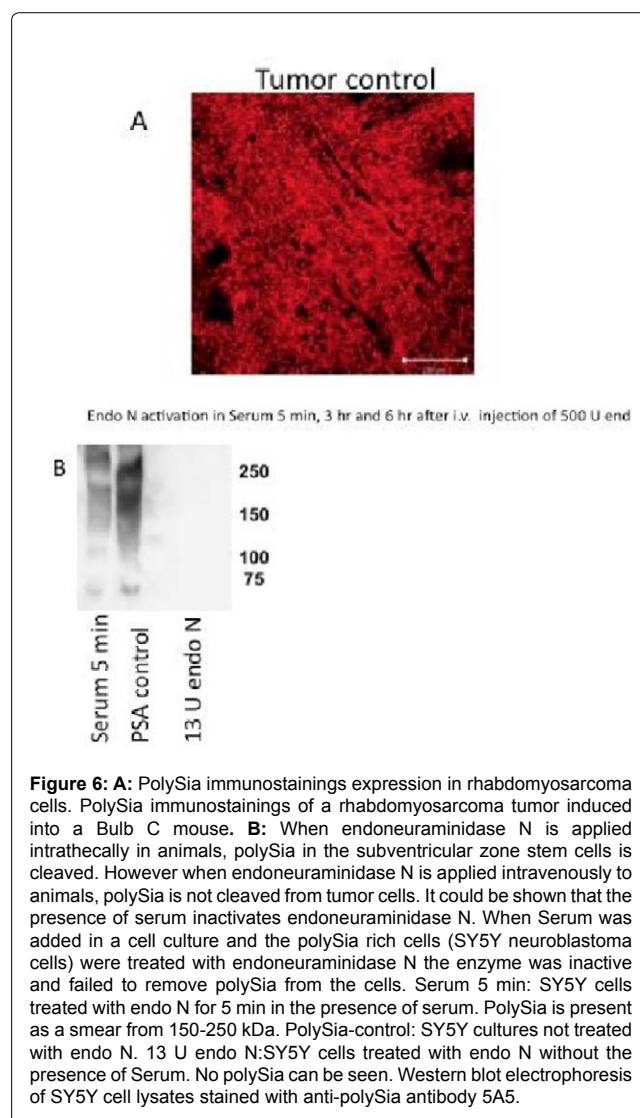 Tumor control
A
Endo N activation in Serum 5 min, 3 hr and 6 hr after i.v. injection of 500 U end
B
250
150
100
75
Serum 5 min
PSA control
13 U endo N
Figure 6: A: PolySia immunostainings expression in rhabdomyosarcoma
cells. PolySia immunostainings of a rhabdomyosarcoma tumor induced
into a Bulb C mouse. B: When endoneuraminidase N is applied
intrathecally in animals, polySia in the subventricular zone stem cells is
cleaved. However when endoneuraminidase N is applied intravenously to
animals, polySia is not cleaved from tumor cells. It could be shown that the
presence of serum inactivates endoneuraminidase N. When Serum was
added in a cell culture and the polySia rich cells (SY5Y neuroblastoma
cells) were treated with endoneuraminidase N the enzyme was inactive
and failed to remove polySia from the cells. Serum 5 min: SY5Y cells
treated with endo N for 5 min in the presence of serum. PolySia is present
as a smear from 150-250 kDa. PolySia-control: SY5Y cultures not treated
with endo N. 13 U endo N:SY5Y cells treated with endo N without the
presence of Serum. No polySia can be seen. Western blot electrophoresis
of SY5Y cell lysates stained with anti-polySia antibody 5A5.